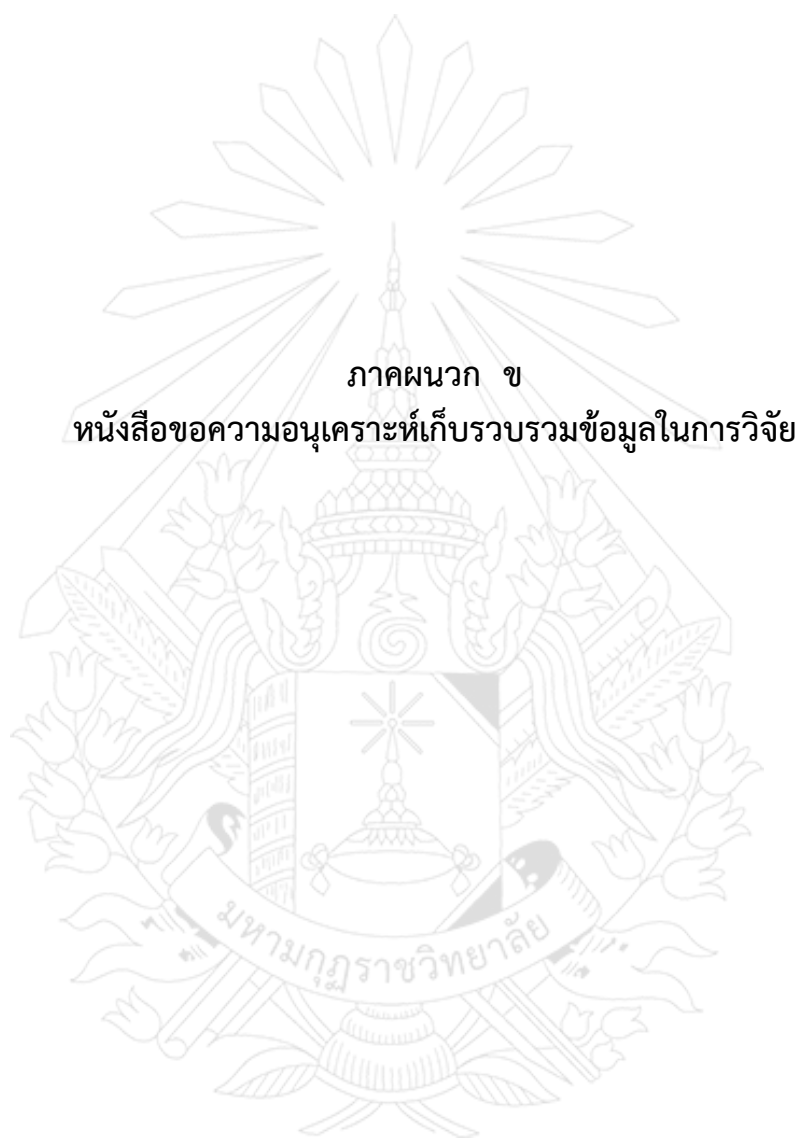 ภาคผนวก ข
หนังสือขอความอนุเคราะห์เก็บรวบรวมข้อมูลในการวิจัย
มหามกุฏราชวิทยาลัย